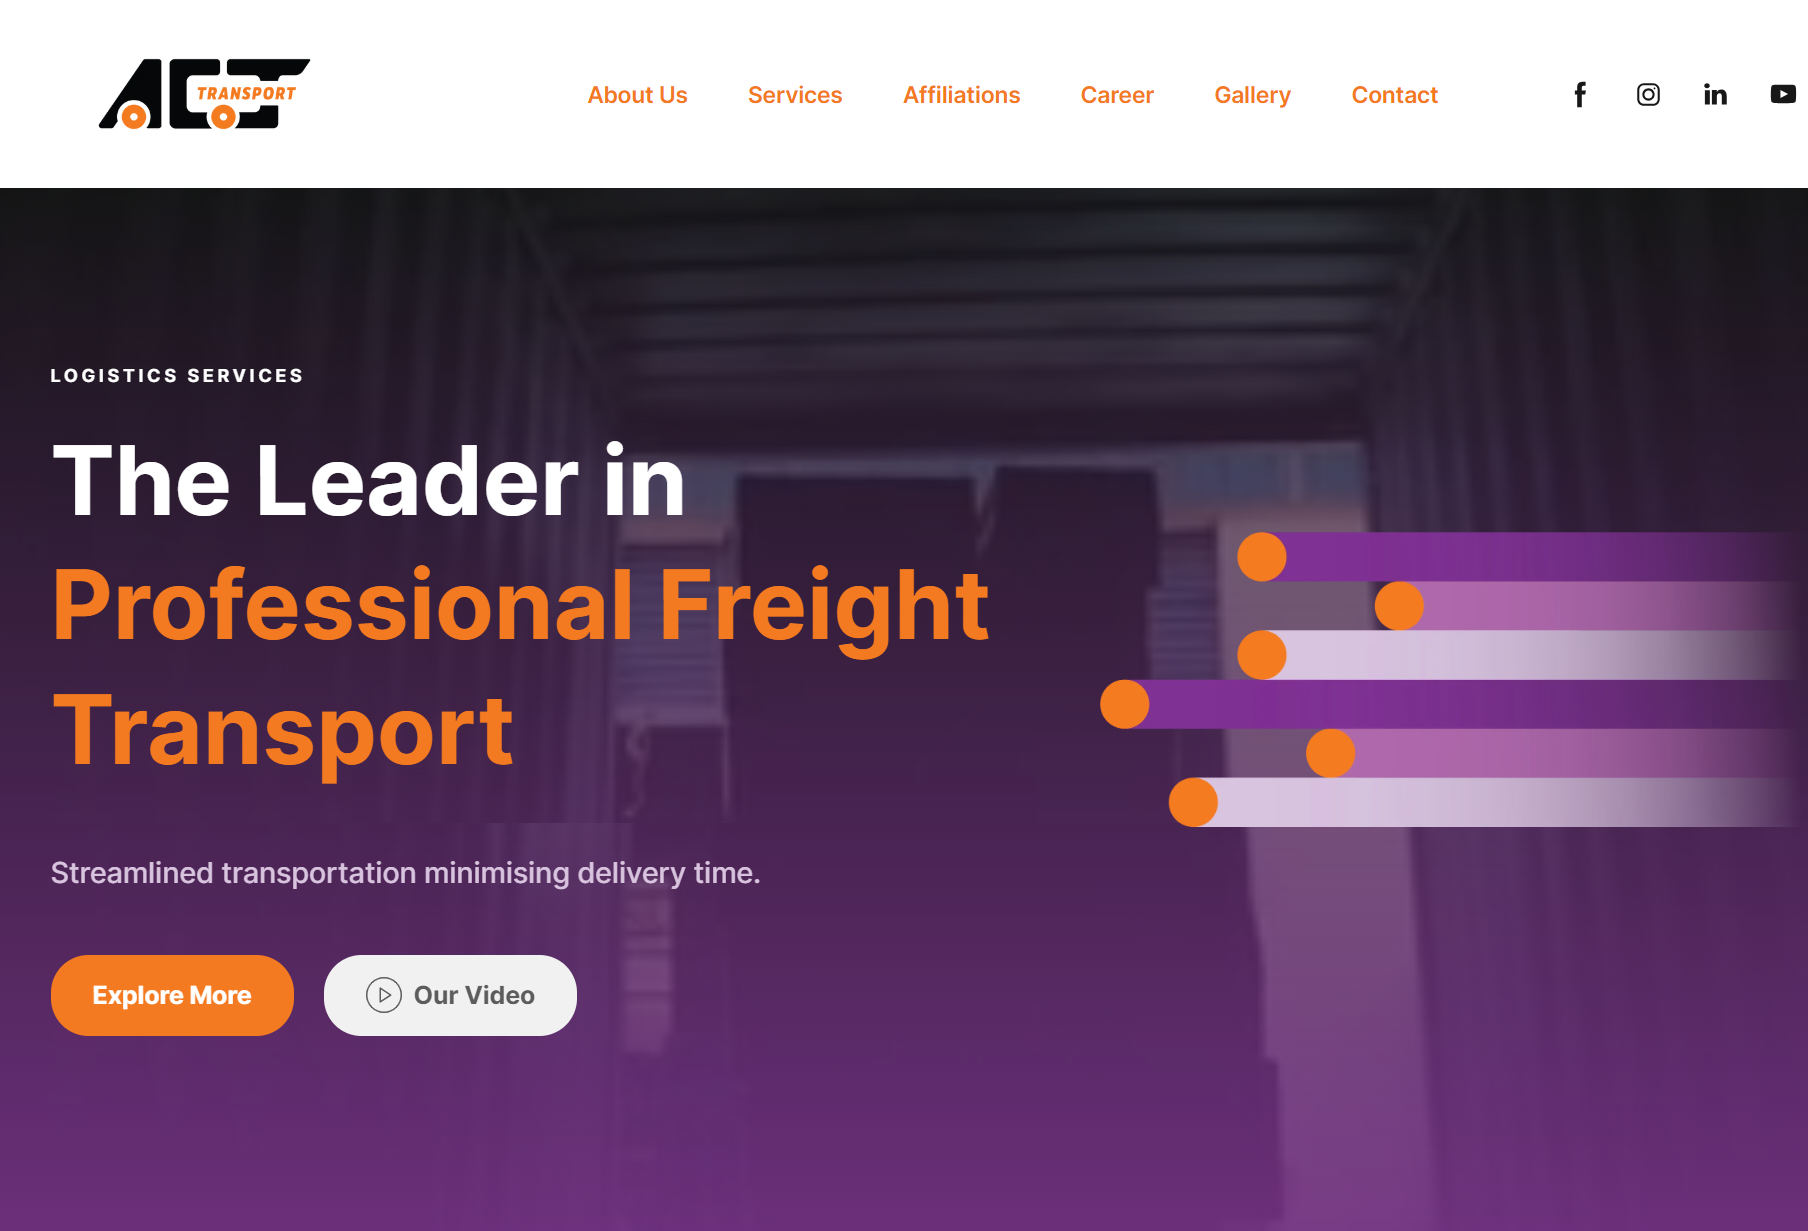 ACT
TRANSPORT
About Us
Services
Affiliations
Career
Gallery
Contact
LOGISTICS SERVICES
The Leader in
Professional Freight
Transport
Streamlined transportation minimising delivery time.
Explore More
Our Video